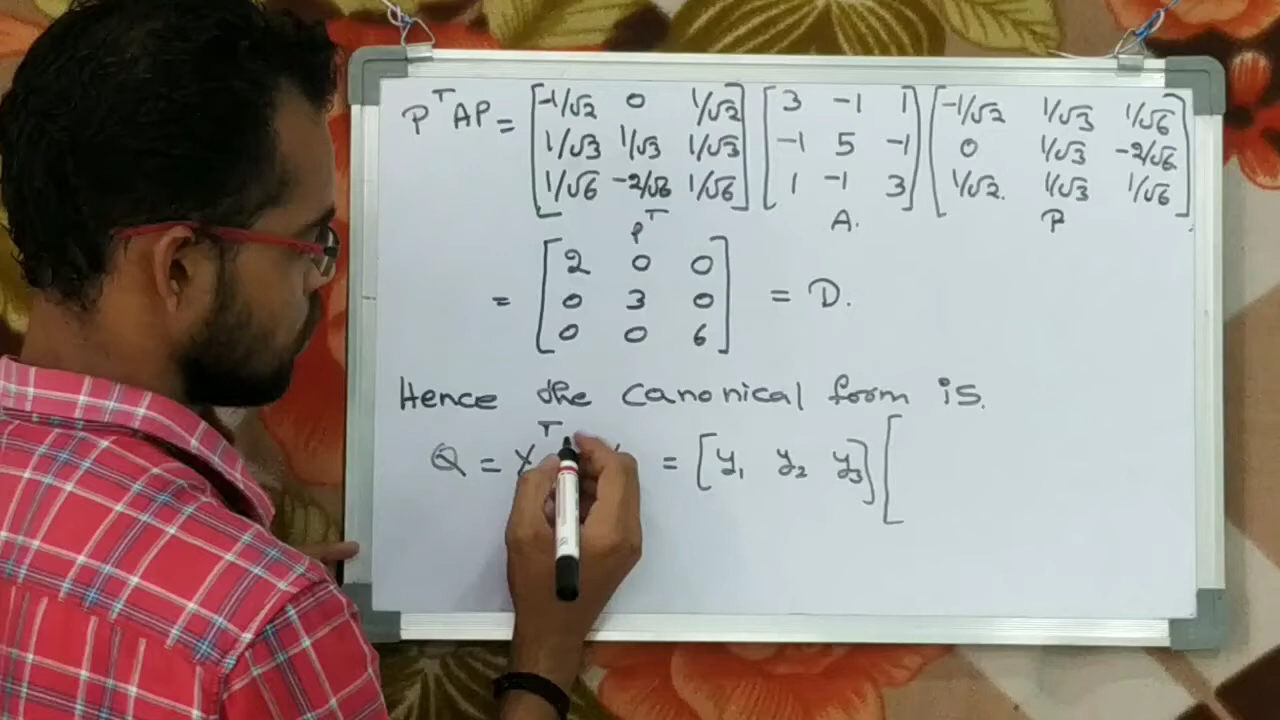 PᵀAP = [-1/√2 0 1/√2] [3 -1 1] [-1/√2 1/√3 1/√6]
[1/√3 1/√3 1/√3] [-1 5 -1] [0 1/√3 -2/√6]
[1/√6 -2/√6 1/√6] [1 -1 3] [1/√2. 1/√3 1/√6]
Pᵀ A. P
= [2 0 0
0 3 0
0 0 6] = D.
Hence the canonical form is.
Q = Yᵀ = [y₁ y₂ y₃] [